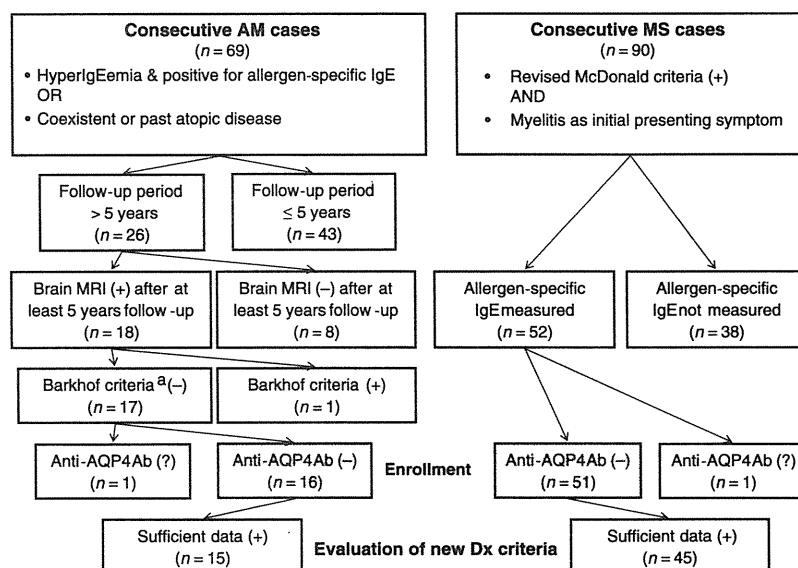 Consecutive AM cases
(n = 69)
• HyperIgEemia & positive for allergen-specific IgE
OR
• Coexistent or past atopic disease
Consecutive MS cases
(n = 90)
• Revised McDonald criteria (+)
AND
• Myelitis as initial presenting symptom
Follow-up period
> 5 years
(n = 26)
Follow-up period
≤ 5 years
(n = 43)
Brain MRI (+) after at
least 5 years follow -up
(n = 18)
Brain MRI (–) after at
least 5 years follow-up
(n = 8)
Allergen-specific
IgEmeasured
(n = 52)
Allergen-specific
IgEnot measured
(n = 38)
Barkhof criteria a (–)
(n = 17)
Barkhof criteria (+)
(n = 1)
Anti-AQP4Ab (?)
(n = 1)
Anti-AQP4Ab (–)
(n = 16)
Enrollment
Anti-AQP4Ab (–)
(n = 51)
Anti-AQP4Ab (?)
(n = 1)
Sufficient data (+)
(n = 15)
Evaluation of new Dx criteria
Sufficient data (+)
(n = 45)